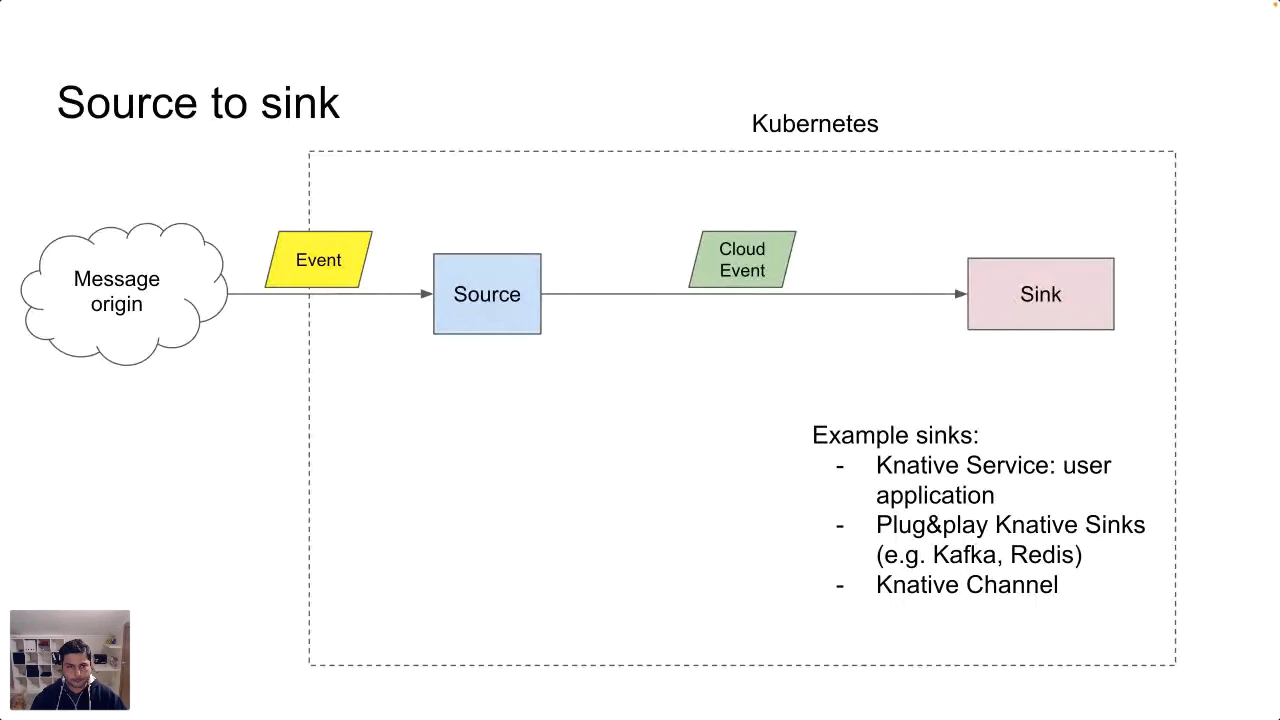 Source to sink
Kubernetes
Message
origin
Event
Source
Cloud
Event
Sink
Example sinks:
- Knative Service: user
application
- Plug&play Knative Sinks
(e.g. Kafka, Redis)
- Knative Channel